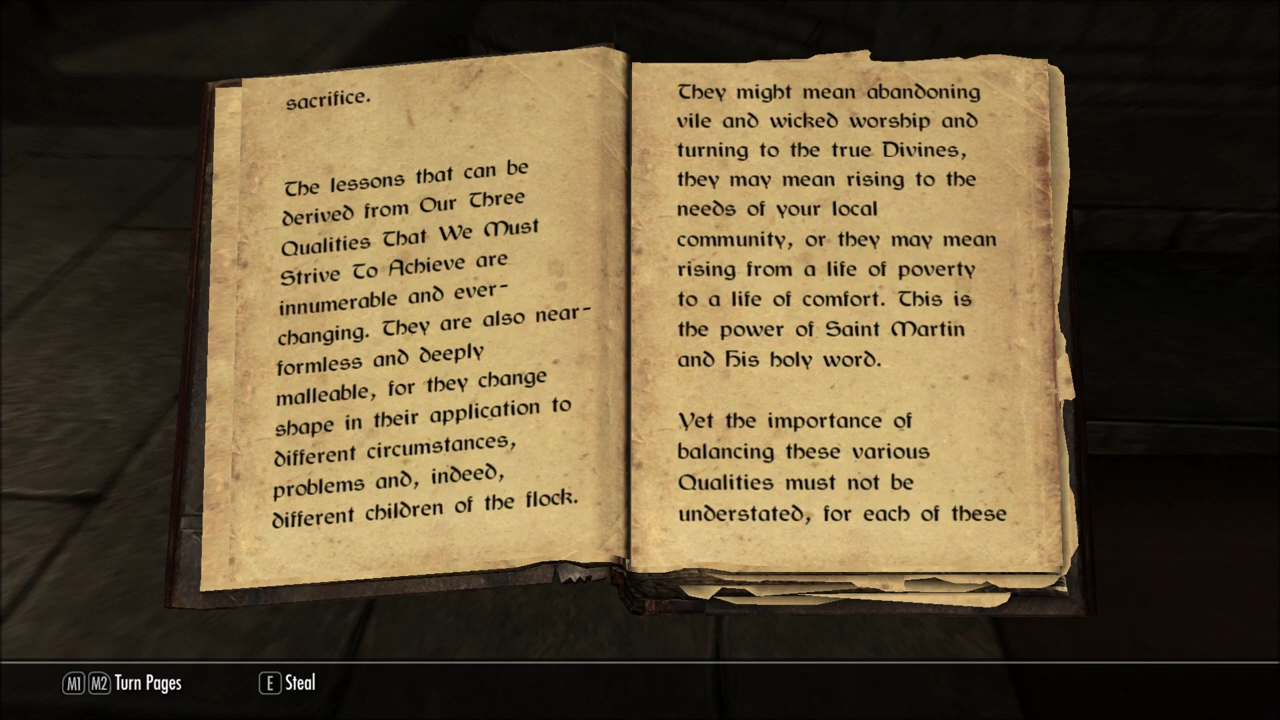 sacrifice.
The lessons that can be
derived from Our Three
Qualities That We Must
Strive To Achieve are
innumerable and ever-
changing. They are also near-
formless and deeply
malleable, for they change
shape in their application to
different circumstances,
problems and, indeed,
different children of the flock.
They might mean abandoning
vile and wicked worship and
turning to the true Divines,
they may mean rising to the
needs of your local
community, or they may mean
rising from a life of poverty
to a life of comfort. This is
the power of Saint Martin
and His holy word.
Yet the importance of
balancing these various
Qualities must not be
understated, for each of these
M1 M2 Turn Pages
E Steal